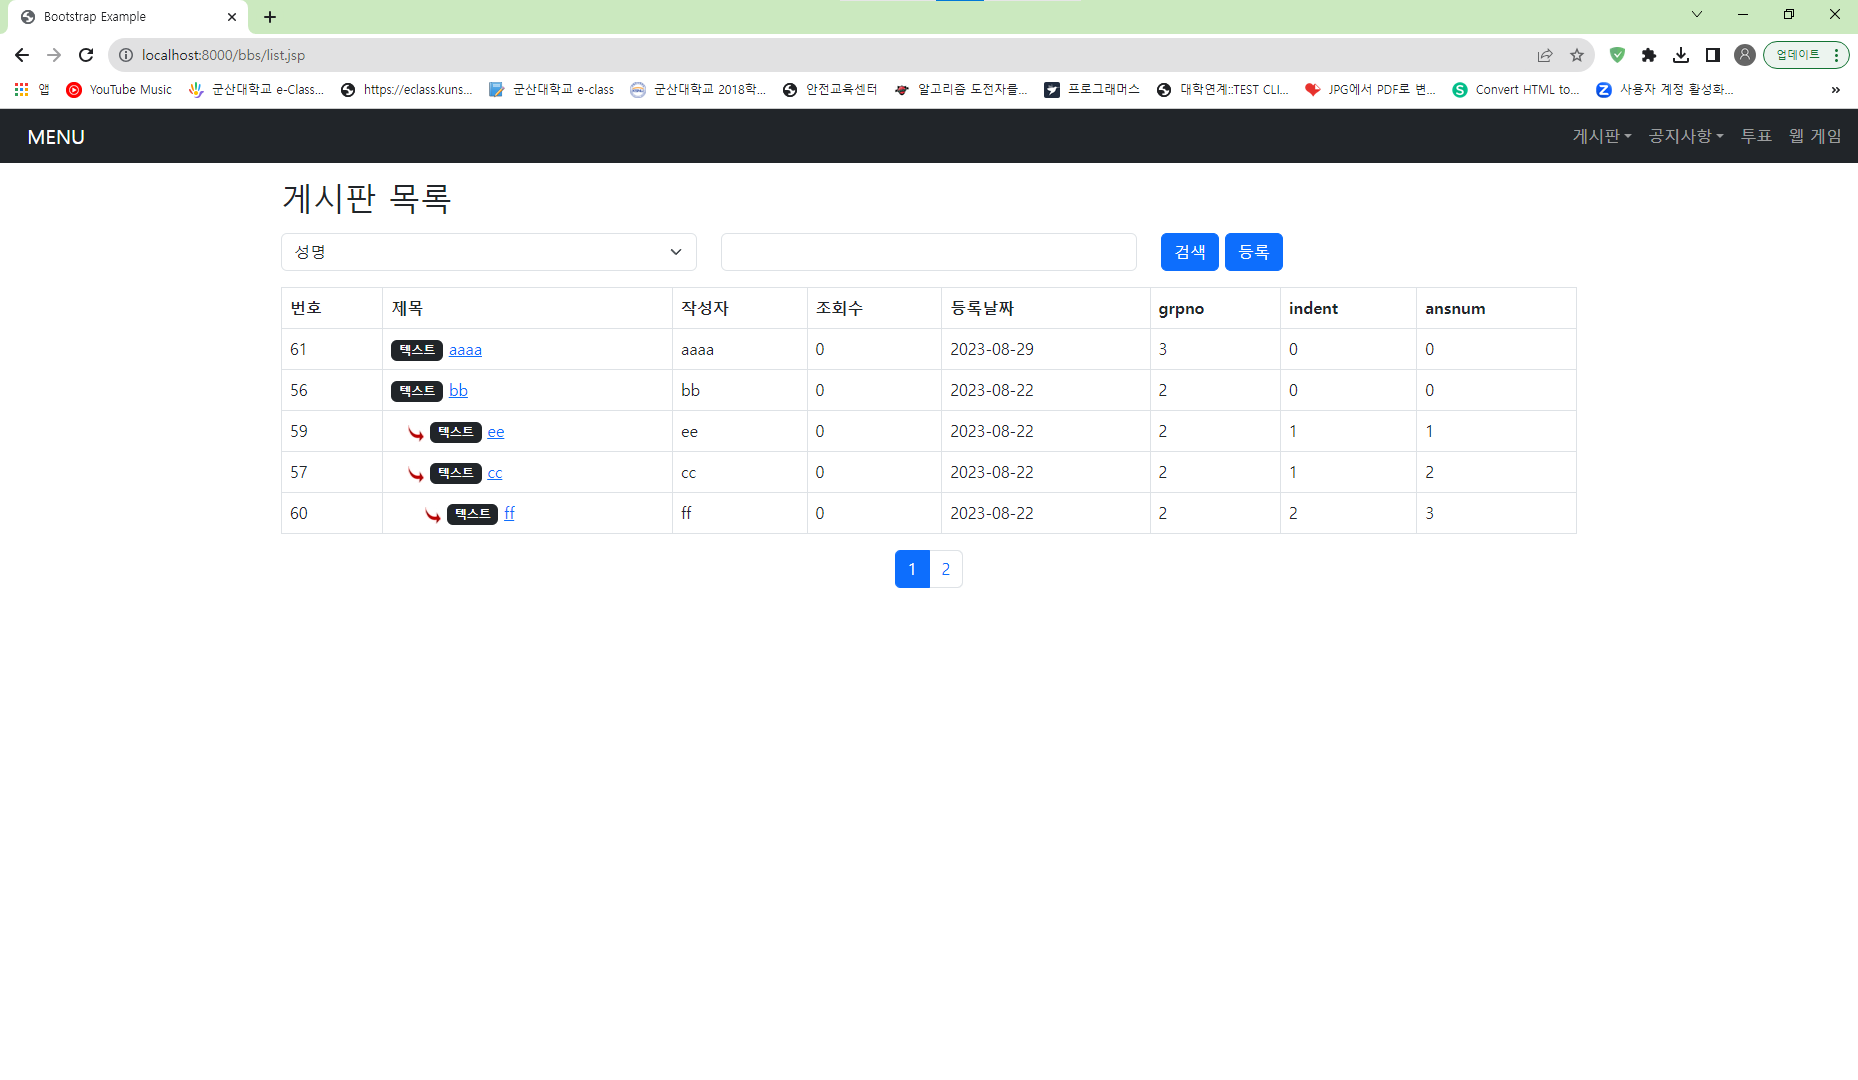 Bootstrap Example
localhost:8000/bbs/list.jsp
업데이트
앱 YouTube Music 군산대학교 e-Class... https://eclass.kuns... 군산대학교 e-class 군산대학교 2018학... 안전교육센터 알고리즘 도전자를... 프로그래머스 대학연계::TEST CLI... JPG에서 PDF로 변... Convert HTML to... 사용자 계정 활성화... »
MENU 게시판 공지사항 투표 웹 게임
게시판 목록
성명 검색 등록
번호 제목 작성자 조회수 등록날짜 grpno indent ansnum
61 텍스트 aaaa aaaa 0 2023-08-29 3 0 0
56 텍스트 bb bb 0 2023-08-22 2 0 0
59 텍스트 ee ee 0 2023-08-22 2 1 1
57 텍스트 cc cc 0 2023-08-22 2 1 2
60 텍스트 ff ff 0 2023-08-22 2 2 3
1 2